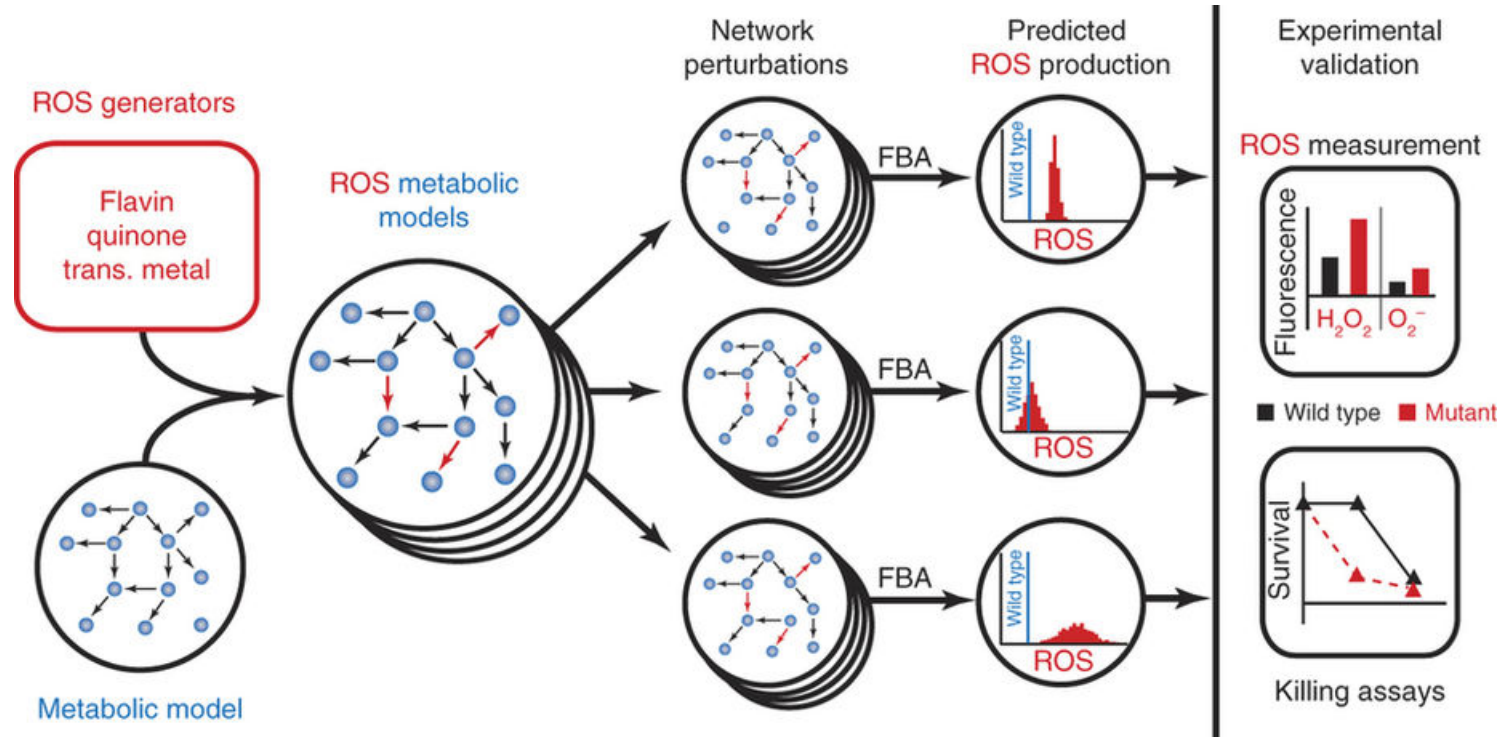 ROS generators
Flavin
quinone
trans. metal
Metabolic model
ROS metabolic
models
Network
perturbations
FBA
FBA
FBA
Predicted
ROS production
Wild type
ROS
Wild type
ROS
Wild type
ROS
Experimental
validation
ROS measurement
Fluorescence
H₂O₂ O₂⁻
Wild type Mutant
Survival
Killing assays